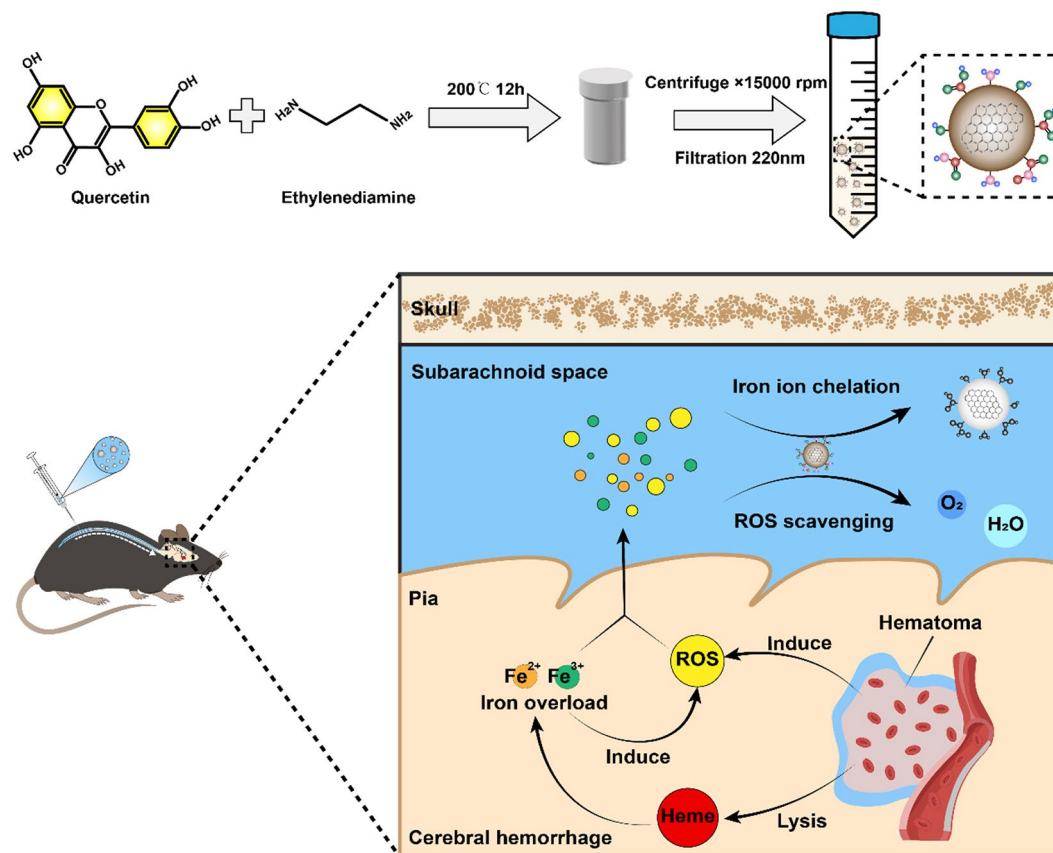 OH
HO
O
OH
OH
O
OH
Quercetin
H₂N
NH₂
Ethylenediamine
200℃ 12h
Centrifuge ×15000 rpm
Filtration 220nm
Skull
Subarachnoid space
Iron ion chelation
ROS scavenging
O₂
H₂O
Pia
Hematoma
Induce
ROS
Fe²⁺ Fe³⁺
Iron overload
Induce
Heme
Lysis
Cerebral hemorrhage